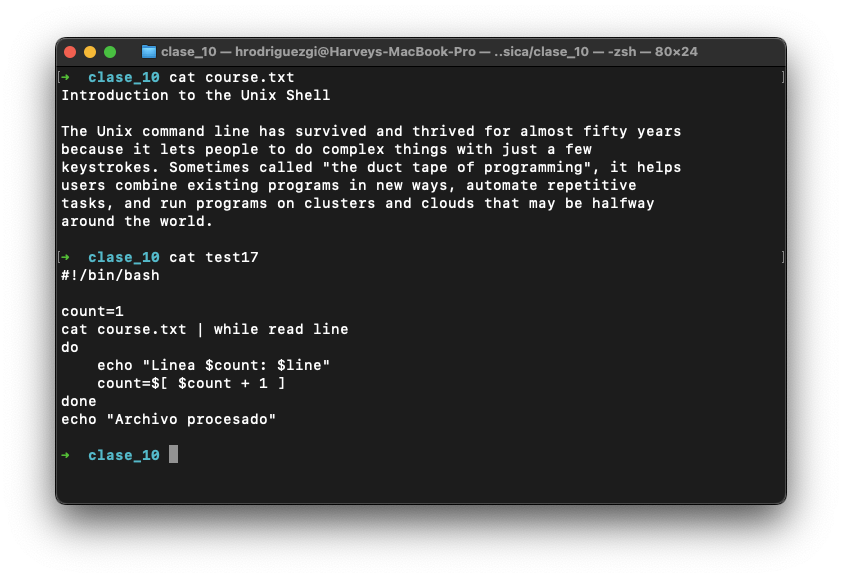 clase_10 — hrodriguezgi@Harveys-MacBook-Pro — ..sica/clase_10 — -zsh — 80×24
[➜  clase_10 cat course.txt ]
Introduction to the Unix Shell

The Unix command line has survived and thrived for almost fifty years
because it lets people to do complex things with just a few
keystrokes. Sometimes called "the duct tape of programming", it helps
users combine existing programs in new ways, automate repetitive
tasks, and run programs on clusters and clouds that may be halfway
around the world.

[➜  clase_10 cat test17 ]
#!/bin/bash

count=1
cat course.txt | while read line
do
    echo "Linea $count: $line"
    count=$[ $count + 1 ]
done
echo "Archivo procesado"

➜  clase_10